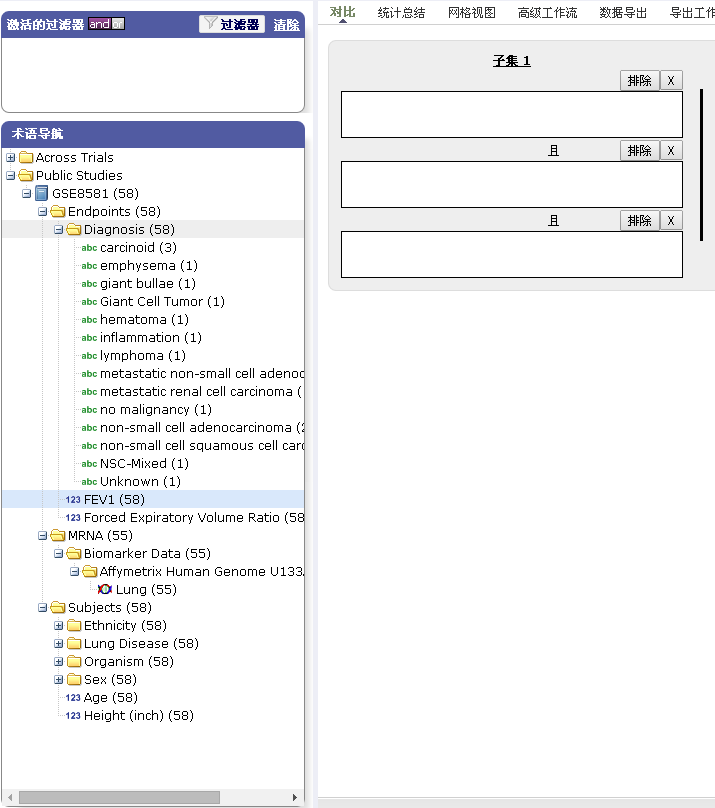 激活的过滤器 and or 过滤器 清除
术语导航
Across Trials
Public Studies
GSE8581 (58)
Endpoints (58)
Diagnosis (58)
abc carcinoid (3)
abc emphysema (1)
abc giant bullae (1)
abc Giant Cell Tumor (1)
abc hematoma (1)
abc inflammation (1)
abc lymphoma (1)
abc metastatic non-small cell adenoc
abc metastatic renal cell carcinoma (
abc no malignancy (1)
abc non-small cell adenocarcinoma (2
abc non-small cell squamous cell car
abc NSC-Mixed (1)
abc Unknown (1)
123 FEV1 (58)
123 Forced Expiratory Volume Ratio (58
MRNA (55)
Biomarker Data (55)
Affymetrix Human Genome U133
Lung (55)
Subjects (58)
Ethnicity (58)
Lung Disease (58)
Organism (58)
Sex (58)
123 Age (58)
123 Height (inch) (58)
对比 统计总结 网格视图 高级工作流 数据导出 导出工作
子集 1
排除 X
且 排除 X
且 排除 X